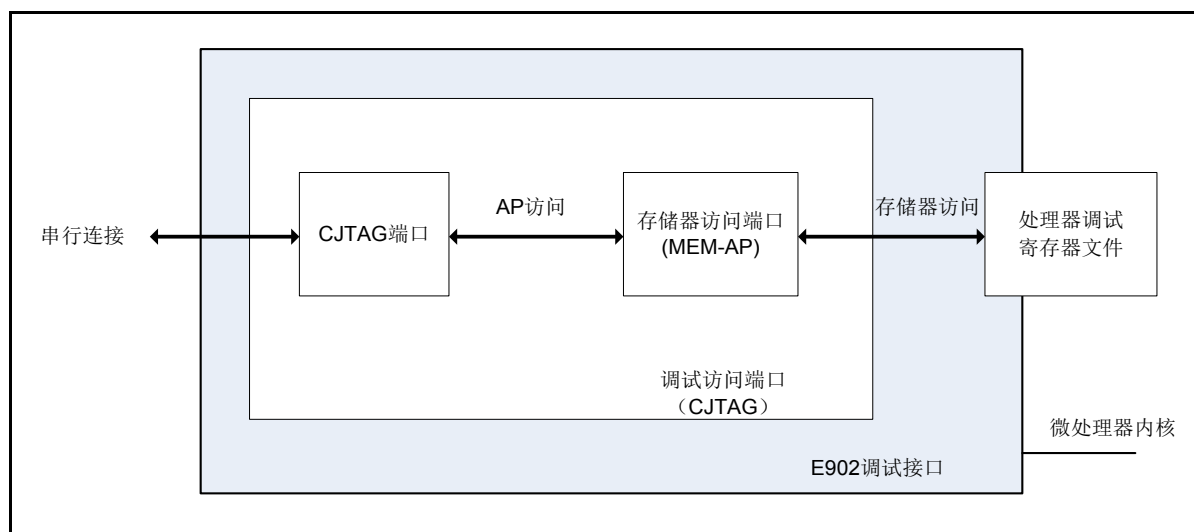 串行连接
CJTAG端口
AP访问
存储器访问端口
(MEM-AP)
存储器访问
处理器调试
寄存器文件
调试访问端口
（CJTAG）
微处理器内核
E902调试接口